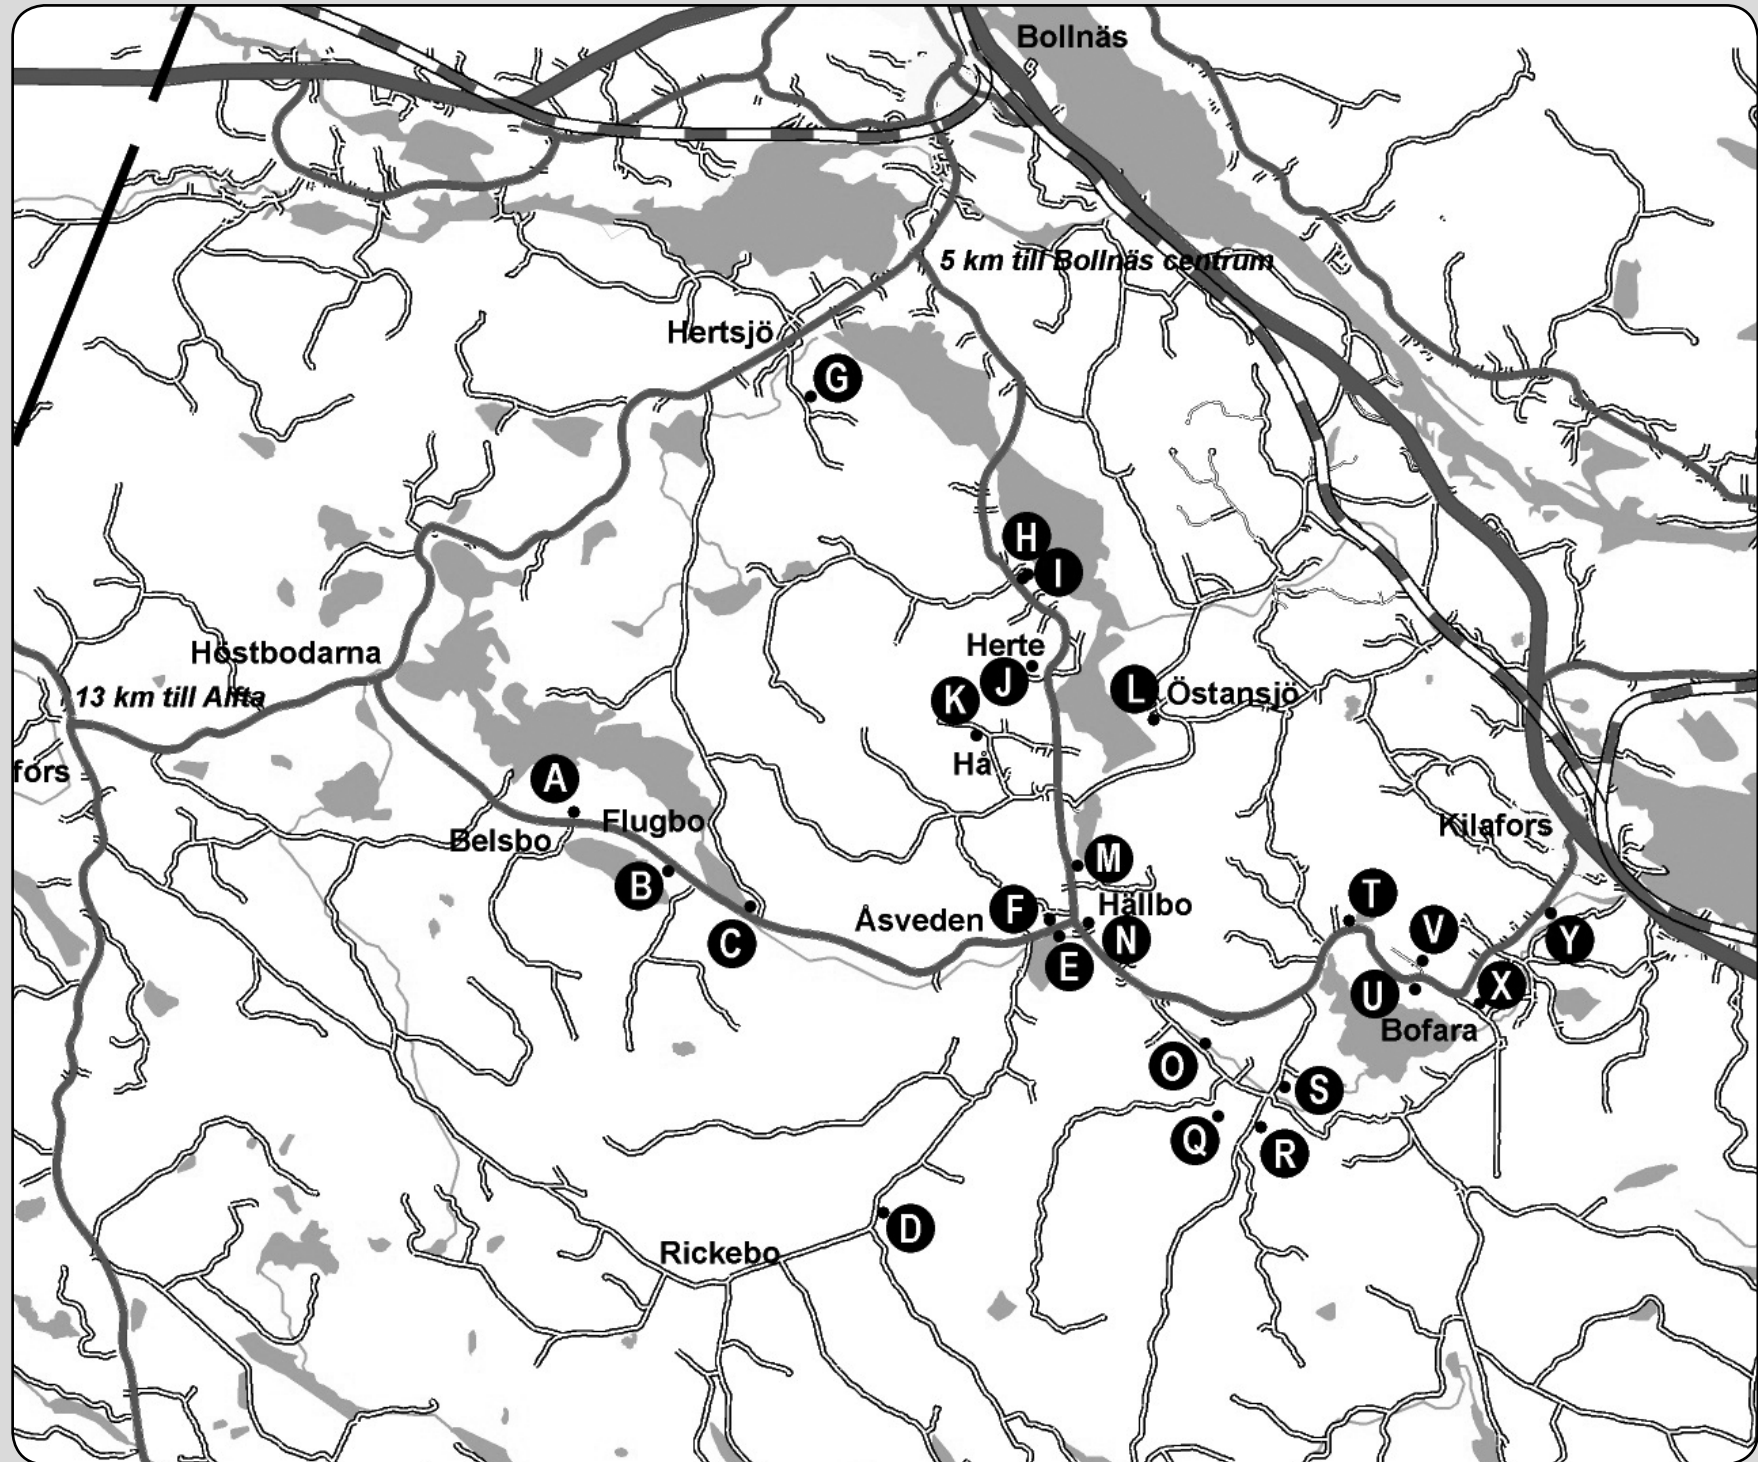 Bollnäs
5 km till Bollnäs centrum
Hertsjö
G
H
I
Herte
Höstbodarna
J
L
Östansjö
13 km till Alfta
K
Hå
fors
A
Flugbo
Kilafors
Belsbo
M
B
T
Hällbo
F
Åsveden
V
C
N
Y
E
U
X
Bofara
O
S
Q
R
D
Rickebo